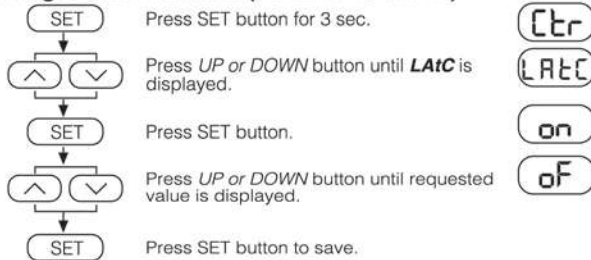 SET Press SET button for 3 sec. Ctr
Press UP or DOWN button until LAtC is LAtC
displayed.
SET Press SET button. on
Press UP or DOWN button until requested oF
value is displayed.
SET Press SET button to save.